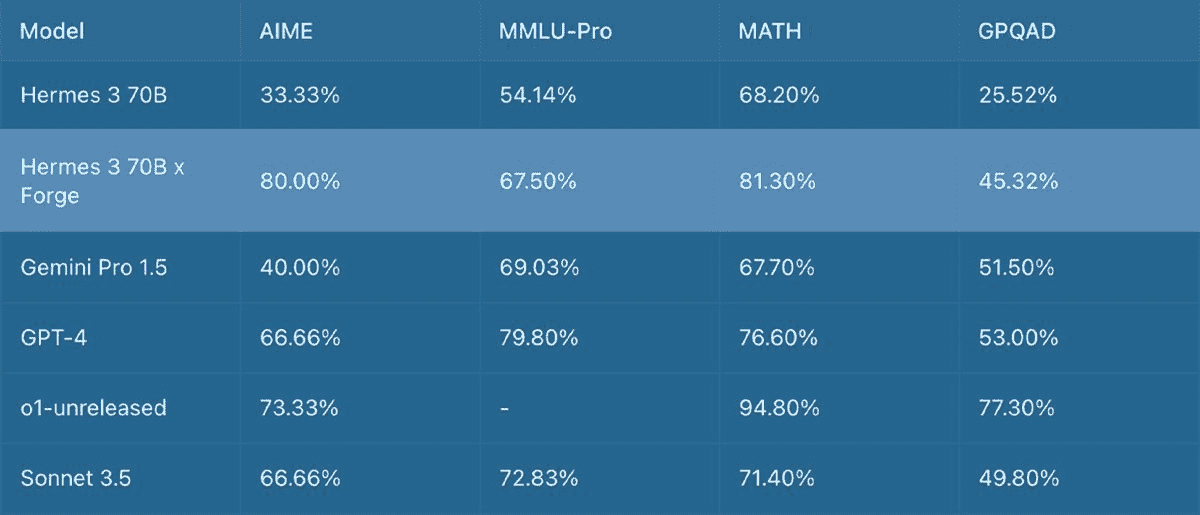 Model AIME MMLU-Pro MATH GPQAD
Hermes 3 70B 33.33% 54.14% 68.20% 25.52%
Hermes 3 70B x
Forge 80.00% 67.50% 81.30% 45.32%
Gemini Pro 1.5 40.00% 69.03% 67.70% 51.50%
GPT-4 66.66% 79.80% 76.60% 53.00%
o1-unreleased 73.33% - 94.80% 77.30%
Sonnet 3.5 66.66% 72.83% 71.40% 49.80%